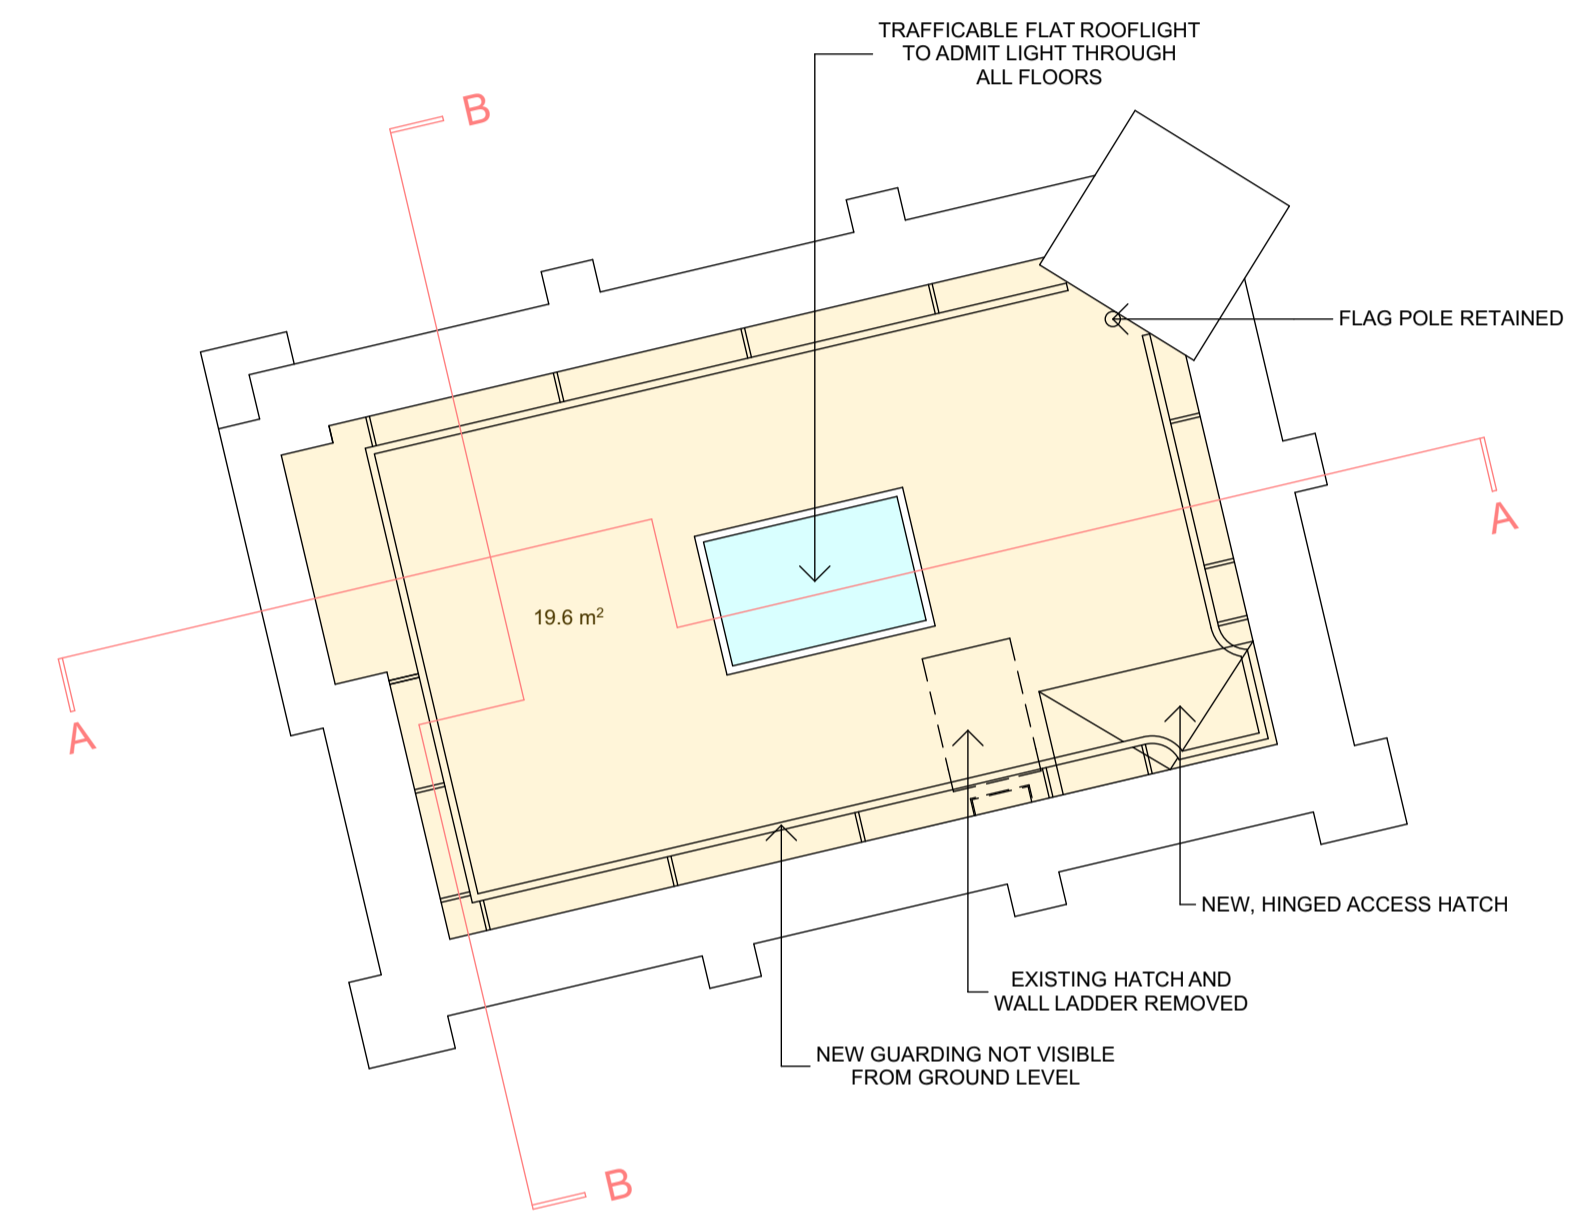 TRAFFICABLE FLAT ROOFLIGHT
TO ADMIT LIGHT THROUGH
ALL FLOORS
B
FLAG POLE RETAINED
A
19.6 m²
A
NEW, HINGED ACCESS HATCH
EXISTING HATCH AND
WALL LADDER REMOVED
NEW GUARDING NOT VISIBLE
FROM GROUND LEVEL
B